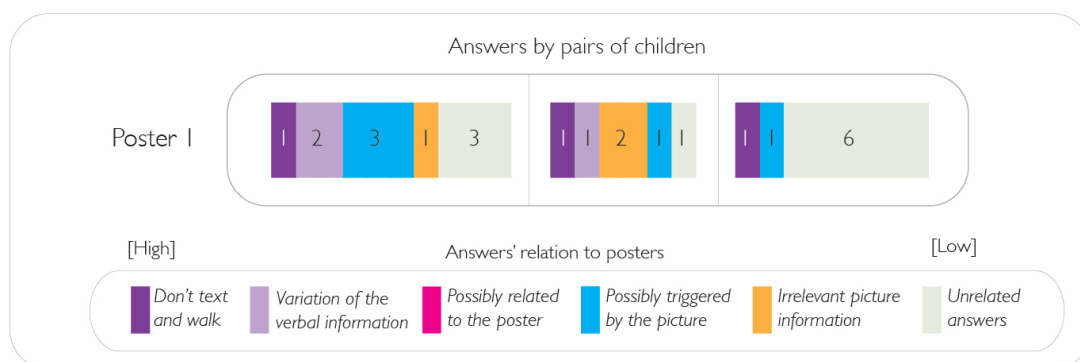 Answers by pairs of children
Poster 1
1 2 3 1 3 1 1 2 1 1 1 1 6
[High] Answers' relation to posters [Low]
Don't text
and walk
Variation of the
verbal information
Possibly related
to the poster
Possibly triggered
by the picture
Irrelevant picture
information
Unrelated
answers